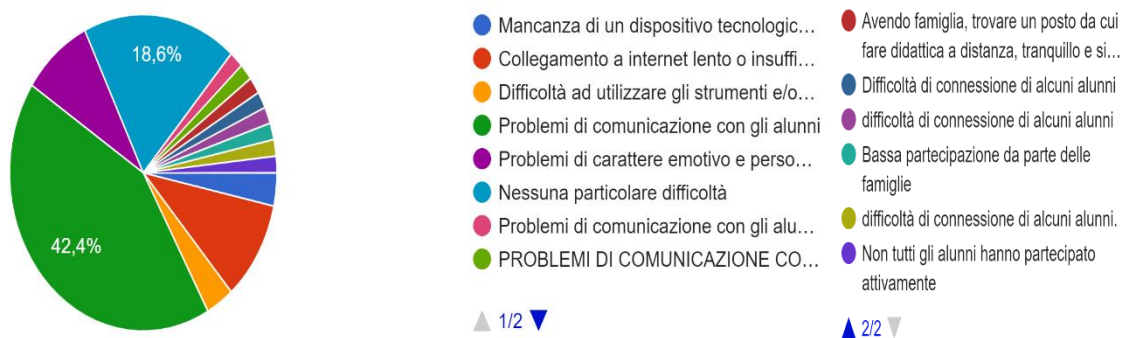 18,6%
42,4%
Mancanza di un dispositivo tecnologic…
Collegamento a internet lento o insuffi…
Difficoltà ad utilizzare gli strumenti e/o…
Problemi di comunicazione con gli alunni
Problemi di carattere emotivo e perso…
Nessuna particolare difficoltà
Problemi di comunicazione con gli alu…
PROBLEMI DI COMUNICAZIONE CO…
1/2
Avendo famiglia, trovare un posto da cui
fare didattica a distanza, tranquillo e si…
Difficoltà di connessione di alcuni alunni
difficoltà di connessione di alcuni alunni
Bassa partecipazione da parte delle
famiglie
difficoltà di connessione di alcuni alunni.
Non tutti gli alunni hanno partecipato
attivamente
2/2